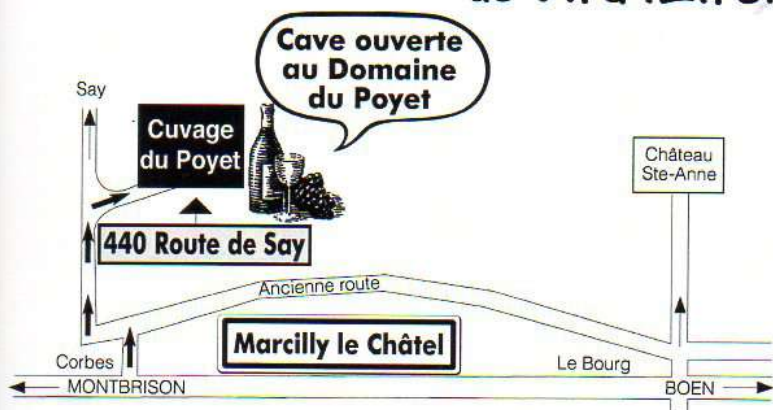 Cave ouverte
au Domaine
du Poyet
Say
Cuvage
du Poyet
Château
Ste-Anne
440 Route de Say
Ancienne route
Marcilly le Châtel
Corbes
Le Bourg
MONTBRISON
BOEN